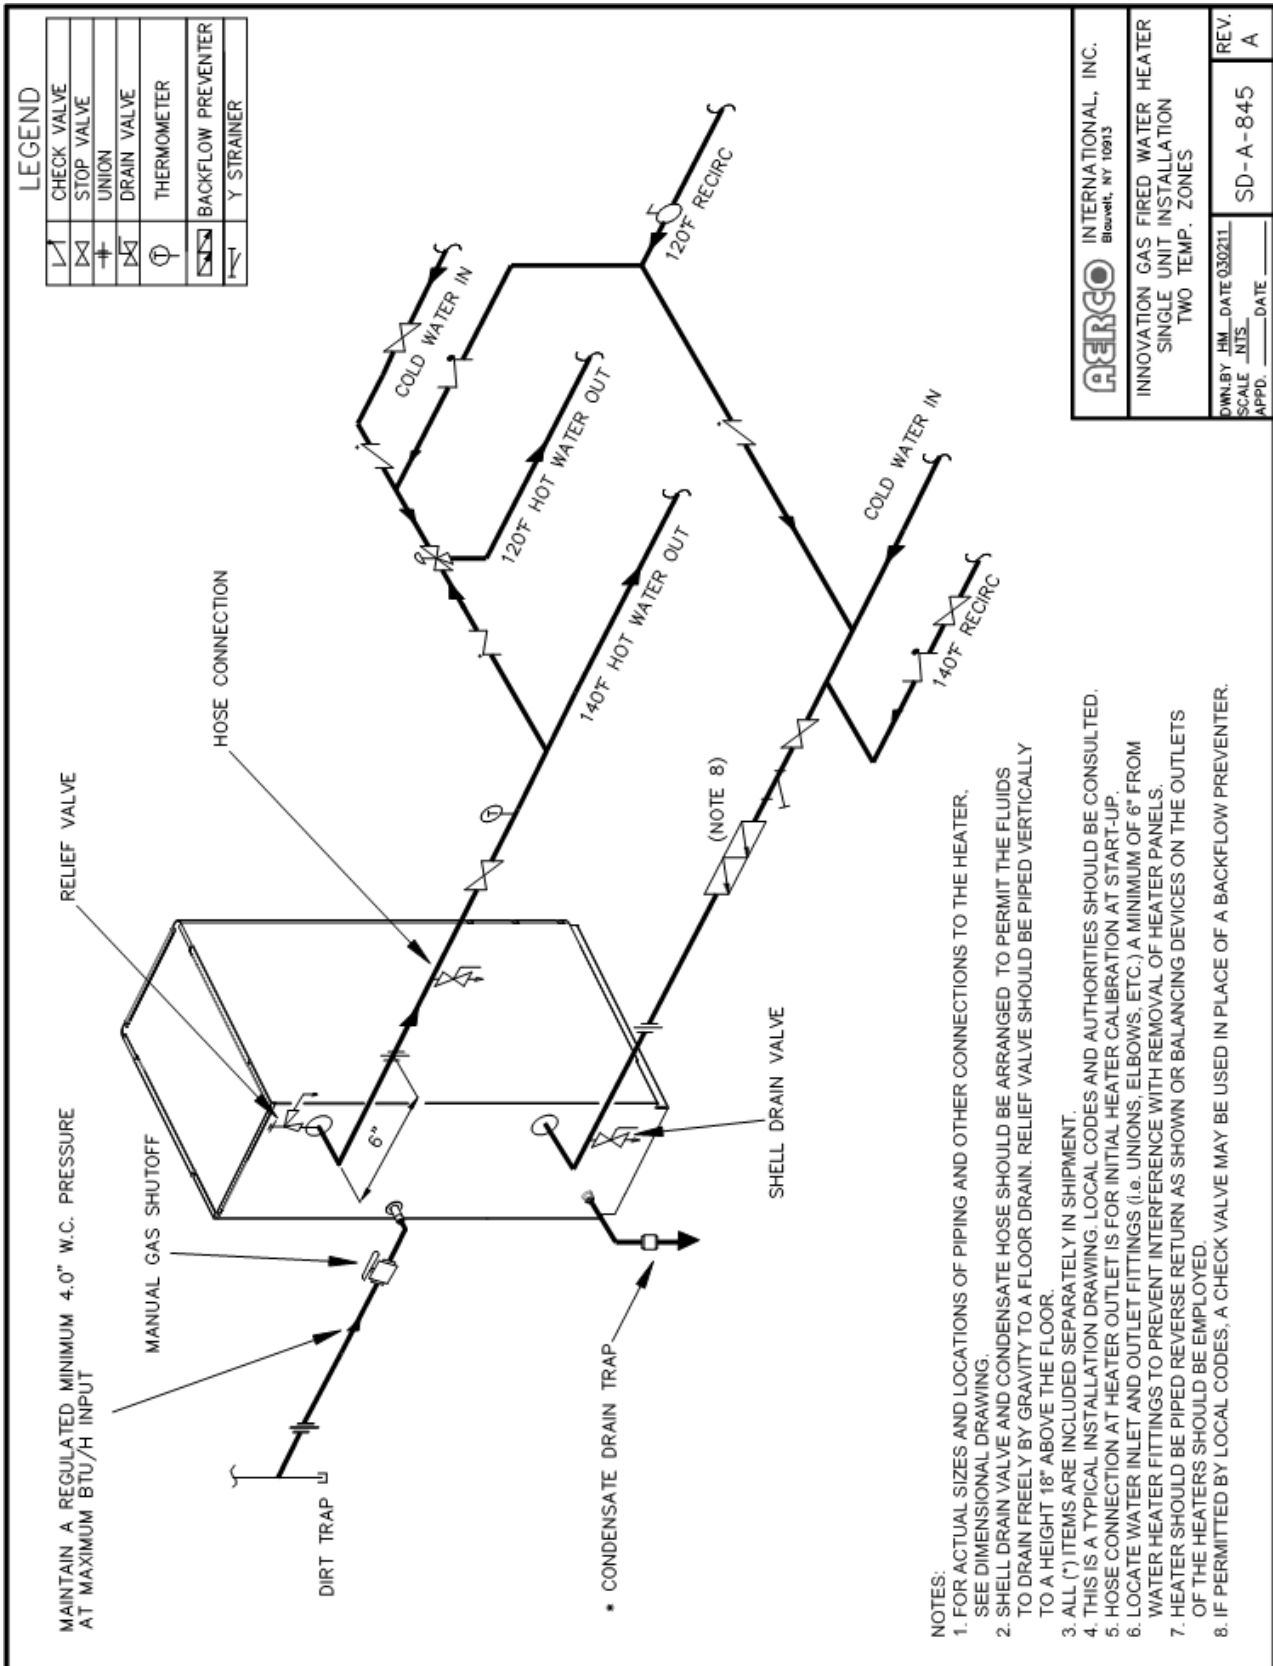 MAINTAIN A REGULATED MINIMUM 4.0" W.C. PRESSURE
AT MAXIMUM BTU/H INPUT
MANUAL GAS SHUTOFF
RELIEF VALVE
HOSE CONNECTION
DIRT TRAP
6"
* CONDENSATE DRAIN TRAP
SHELL DRAIN VALVE
(NOTE 8)
T
140°F HOT WATER OUT
120°F HOT WATER OUT
COLD WATER IN
120°F RECIRC
COLD WATER IN
140°F RECIRC
LEGEND
CHECK VALVE
STOP VALVE
UNION
DRAIN VALVE
T THERMOMETER
BACKFLOW PREVENTER
Y STRAINER
NOTES:
1. FOR ACTUAL SIZES AND LOCATIONS OF PIPING AND OTHER CONNECTIONS TO THE HEATER,
SEE DIMENSIONAL DRAWING.
2. SHELL DRAIN VALVE AND CONDENSATE HOSE SHOULD BE ARRANGED TO PERMIT THE FLUIDS
TO DRAIN FREELY BY GRAVITY TO A FLOOR DRAIN. RELIEF VALVE SHOULD BE PIPED VERTICALLY
TO A HEIGHT 18" ABOVE THE FLOOR.
3. ALL (*) ITEMS ARE INCLUDED SEPARATELY IN SHIPMENT.
4. THIS IS A TYPICAL INSTALLATION DRAWING. LOCAL CODES AND AUTHORITIES SHOULD BE CONSULTED.
5. HOSE CONNECTION AT HEATER OUTLET IS FOR INITIAL HEATER CALIBRATION AT START-UP.
6. LOCATE WATER INLET AND OUTLET FITTINGS (i.e. UNIONS, ELBOWS, ETC.) A MINIMUM OF 6" FROM
WATER HEATER FITTINGS TO PREVENT INTERFERENCE WITH REMOVAL OF HEATER PANELS.
7. HEATER SHOULD BE PIPED REVERSE RETURN AS SHOWN OR BALANCING DEVICES ON THE OUTLETS
OF THE HEATERS SHOULD BE EMPLOYED.
8. IF PERMITTED BY LOCAL CODES, A CHECK VALVE MAY BE USED IN PLACE OF A BACKFLOW PREVENTER.
AERCO INTERNATIONAL, INC.
Blauvelt, NY 10913
INNOVATION GAS FIRED WATER HEATER
SINGLE UNIT INSTALLATION
TWO TEMP. ZONES
DWN.BY HM DATE 030211
SCALE NTS
APPD. DATE
SD-A-845
REV.
A